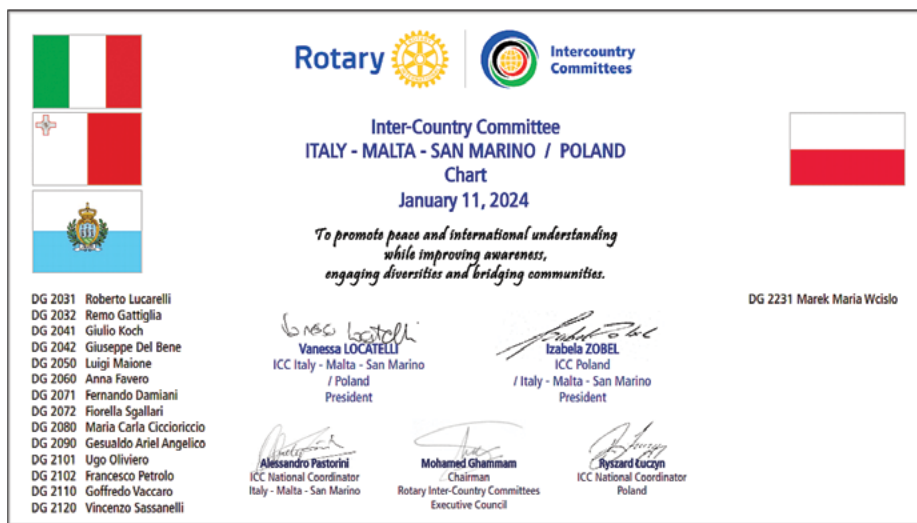 Rotary
Intercountry
Committees
Inter-Country Committee
ITALY - MALTA - SAN MARINO / POLAND
Chart
January 11, 2024
To promote peace and international understanding
while improving awareness,
engaging diversities and bridging communities.
DG 2031 Roberto Lucarelli
DG 2032 Remo Gattiglia
DG 2041 Giulio Koch
DG 2042 Giuseppe Del Bene
DG 2050 Luigi Maione
DG 2060 Anna Favero
DG 2071 Fernando Damiani
DG 2072 Fiorella Sgallari
DG 2080 Maria Carla Ciccioriccio
DG 2090 Gesualdo Ariel Angelico
DG 2101 Ugo Oliviero
DG 2102 Francesco Petrolo
DG 2110 Goffredo Vaccaro
DG 2120 Vincenzo Sassanelli
Vanessa LOCATELLI
ICC Italy - Malta - San Marino
/ Poland
President
Izabela ZOBEL
ICC Poland
/ Italy - Malta - San Marino
President
DG 2231 Marek Maria Wcislo
Alessandro Pastorini
ICC National Coordinator
Italy - Malta - San Marino
Mohamed Ghammam
Chairman
Rotary Inter-Country Committees
Executive Council
Ryszard Łuczyn
ICC National Coordinator
Poland